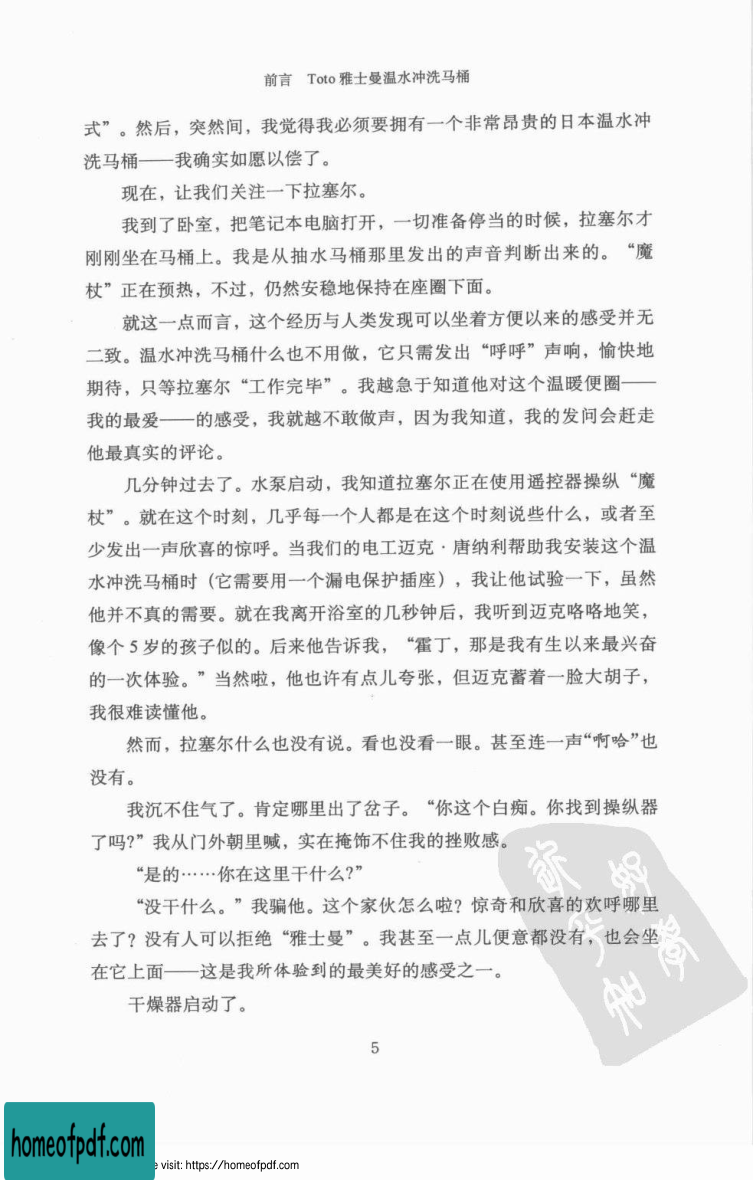 前言 Toto 雅士曼温水冲洗马桶
式”。然后，突然间，我觉得我必须要拥有一个非常昂贵的日本温水冲
洗马桶——我确实如愿以偿了。
现在，让我们关注一下拉塞尔。
我到了卧室，把笔记本电脑打开，一切准备停当的时候，拉塞尔才
刚刚坐在马桶上。我是从抽水马桶那里发出的声音判断出来的。“魔
杖”正在预热，不过，仍然安稳地保持在座圈下面。
就这一点而言，这个经历与人类发现可以坐着方便以来的感受并无
二致。温水冲洗马桶什么也不用做，它只需发出“呼呼”声响，愉快地
期待，只等拉塞尔“工作完毕”。我越急于知道他对这个温暖便圈——
我的最爱——的感受，我就越不敢做声，因为我知道，我的发问会赶走
他最真实的评论。
几分钟过去了。水泵启动，我知道拉塞尔正在使用遥控器操纵“魔
杖”。就在这个时刻，几乎每一个人都是在这个时刻说些什么，或者至
少发出一声欣喜的惊呼。当我们的电工迈克·唐纳利帮助我安装这个温
水冲洗马桶时（它需要用一个漏电保护插座），我让他试验一下，虽然
他并不真的需要。就在我离开浴室的几秒钟后，我听到迈克咯咯地笑，
像个 5 岁的孩子似的。后来他告诉我，“霍丁，那是我有生以来最兴奋
的一次体验。”当然啦，他也许有点儿夸张，但迈克蓄着一脸大胡子，
我很难读懂他。
然而，拉塞尔什么也没有说。看也没看一眼。甚至连一声“啊哈”也
没有。
我沉不住气了。肯定哪里出了岔子。“你这个白痴。你找到操纵器
了吗?”我从门外朝里喊，实在掩饰不住我的挫败感。
“是的……你在这里干什么?”
“没干什么。”我骗他。这个家伙怎么啦？惊奇和欣喜的欢呼哪里
去了？没有人可以拒绝“雅士曼”。我甚至一点儿便意都没有，也会坐
在它上面——这是我所体验到的最美好的感受之一。
干燥器启动了。
5
homeofpdf.com
e visit: https://homeofpdf.com